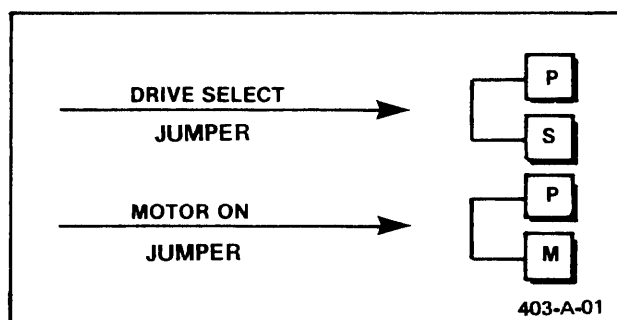 DRIVE SELECT
JUMPER
P
S
MOTOR ON
JUMPER
P
M
403-A-01